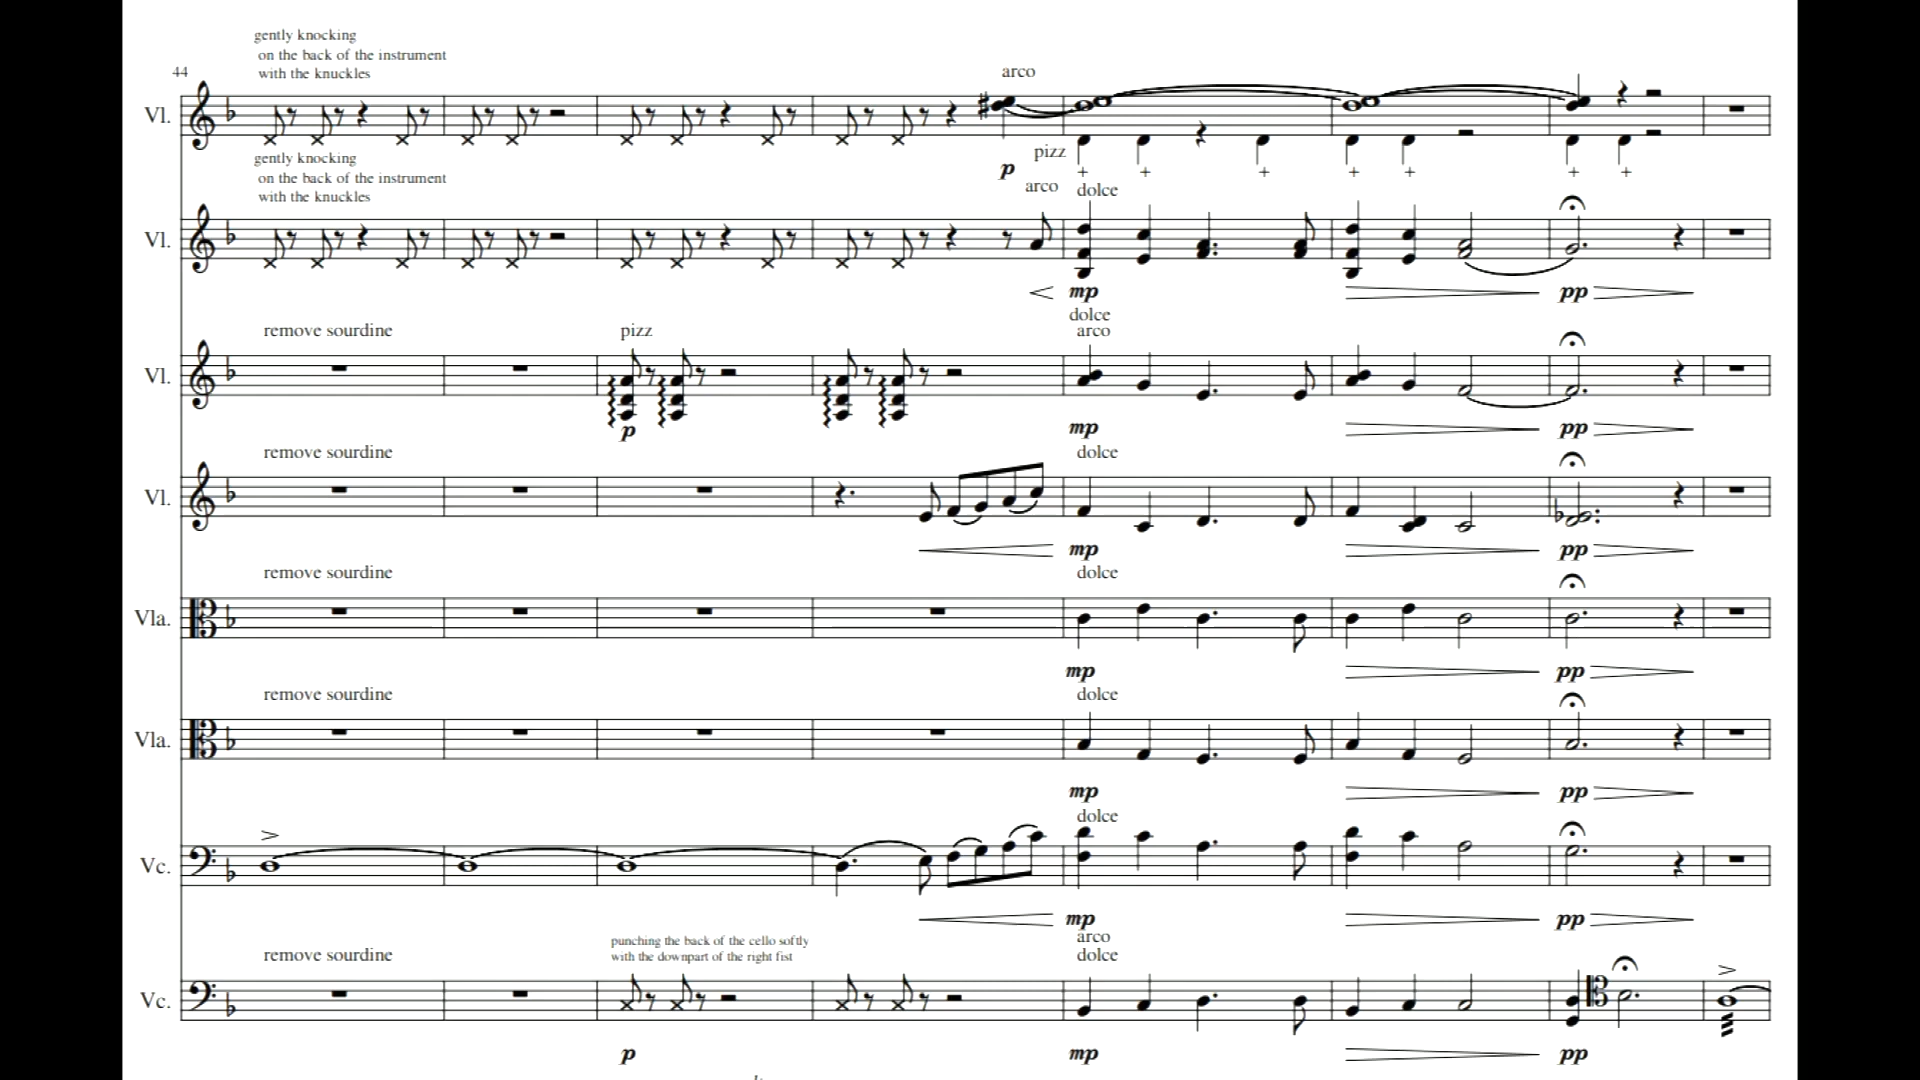 gently knocking
on the back of the instrument
with the knuckles
44
arco
Vl.
pizz
p
gently knocking
on the back of the instrument
with the knuckles
arco dolce
Vl.
mp
pp
remove sourdine
pizz
dolce
arco
Vl.
p
mp
pp
remove sourdine
dolce
Vl.
mp
pp
remove sourdine
dolce
Vla.
mp
pp
remove sourdine
dolce
Vla.
mp
pp
dolce
Vc.
mp
pp
remove sourdine
punching the back of the cello softly
with the downpart of the right fist
arco
dolce
Vc.
p
mp
pp